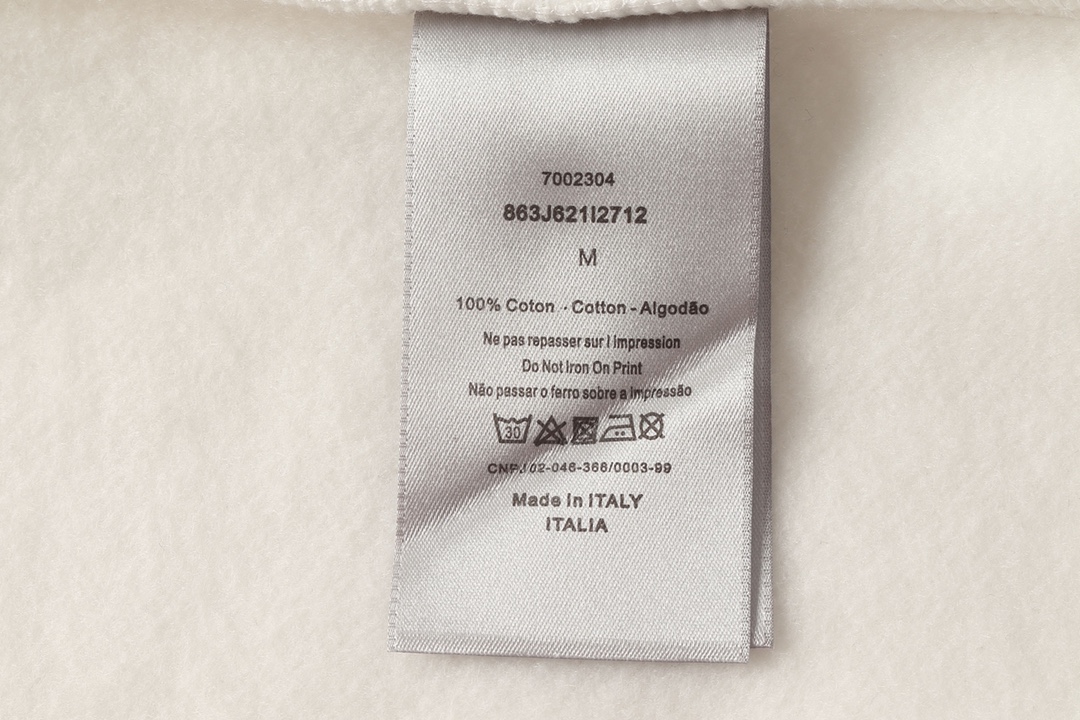 7002304
863J621I2712
M
100% Coton - Cotton - Algodão
Ne pas repasser sur l impression
Do Not Iron On Print
Não passar o ferro sobre a impressão
30
CNPJ 02-046-366/0003-99
Made in ITALY
ITALIA